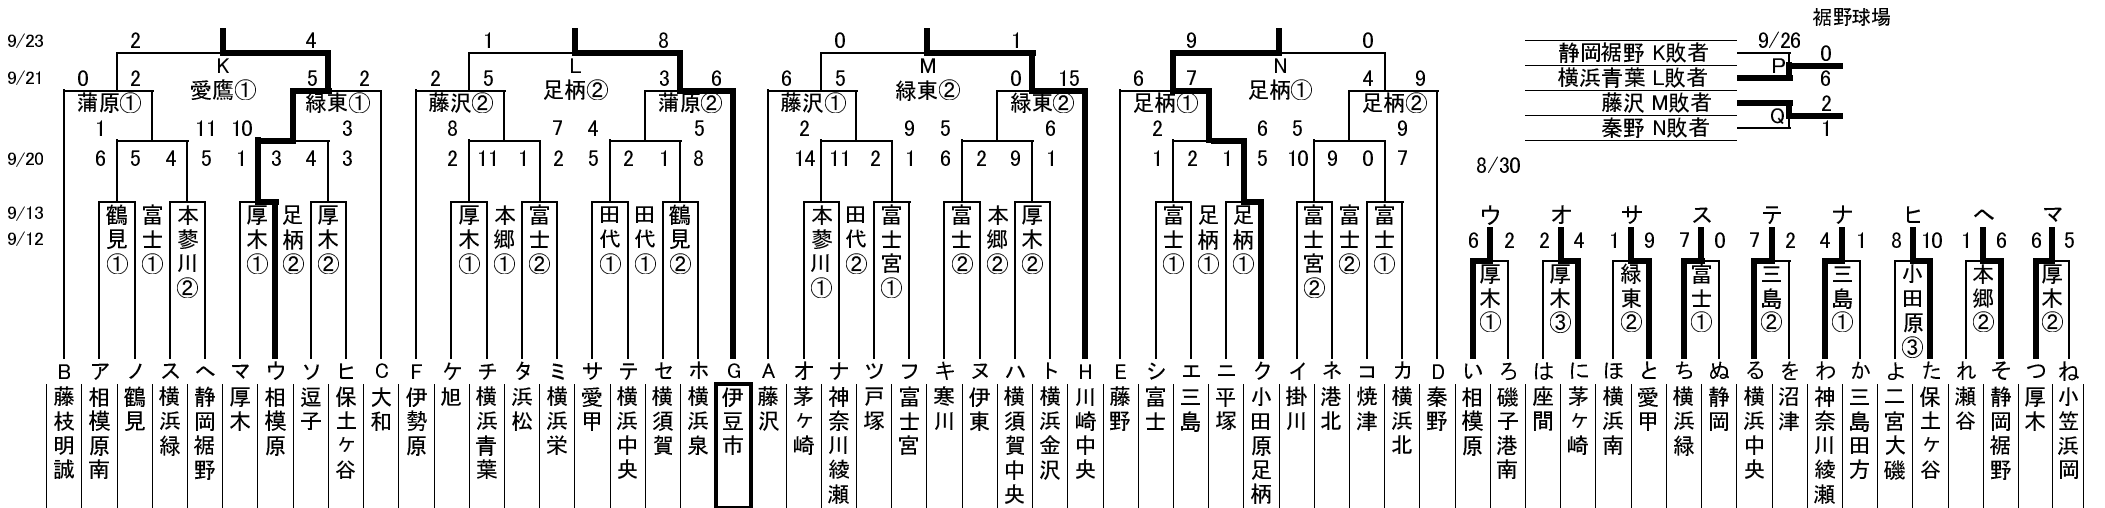 裾野球場
9/23 2 4 1 8 0 1 9 0 静岡裾野 K敗者 9/26 0
K L M N P
9/21 0 2 5 2 2 5 3 6 6 5 0 15 6 7 4 9 横浜青葉 L敗者 6
蒲原① 愛鷹① 緑東① 藤沢② 足柄② 蒲原② 藤沢① 緑東② 緑東② 足柄① 足柄① 足柄② 藤沢 M敗者 2
1 11 10 3 8 7 4 5 2 9 5 6 2 6 5 9 秦野 N敗者 Q 1
9/20 6 5 4 5 1 3 4 3 2 11 1 2 5 2 1 8 14 11 2 1 6 2 9 1 1 2 1 5 10 9 0 7 8/30
9/13
9/12
鶴見① 富士① 本蓼川② 厚木① 足柄② 厚木② 厚木① 本郷① 富士② 田代① 田代① 鶴見② 本蓼川① 田代② 富士宮① 富士② 本郷② 厚木② 富士① 足柄① 足柄① 富士宮② 富士② 富士①
ウ オ サ ス テ ナ ヒ ヘ マ
6 2 2 4 1 9 7 0 7 2 4 1 8 10 1 6 6 5
厚木① 厚木③ 緑東② 富士① 三島② 三島① 小田原③ 本郷② 厚木②
B 藤枝明誠
ア 相模原南
ノ 鶴見
ス 横浜緑
ヘ 静岡裾野
マ 厚木
ウ 相模原
ソ 逗子
ヒ 保土ヶ谷
C 大和
F 伊勢原
ケ 旭
チ 横浜青葉
タ 浜松
ミ 横浜栄
サ 愛甲
テ 横浜中央
セ 横須賀
ホ 横浜泉
G 伊豆市
A 藤沢
オ 茅ヶ崎
ナ 神奈川綾瀬
ツ 戸塚
フ 富士宮
キ 寒川
ヌ 伊東
ハ 横須賀中央
ト 横浜金沢
H 川崎中央
E 藤野
シ 富士
エ 三島
ニ 平塚
ク 小田原足柄
イ 掛川
ネ 港北
コ 焼津
カ 横浜北
D 秦野
い 相模原
ろ 磯子港南
は 座間
に 茅ヶ崎
ほ 横浜南
と 愛甲
ち 横浜緑
ぬ 静岡
る 横浜中央
を 沼津
わ 神奈川綾瀬
か 三島田方
よ 二宮大磯
た 保土ヶ谷
れ 瀬谷
そ 静岡裾野
つ 厚木
ね 小笠浜岡